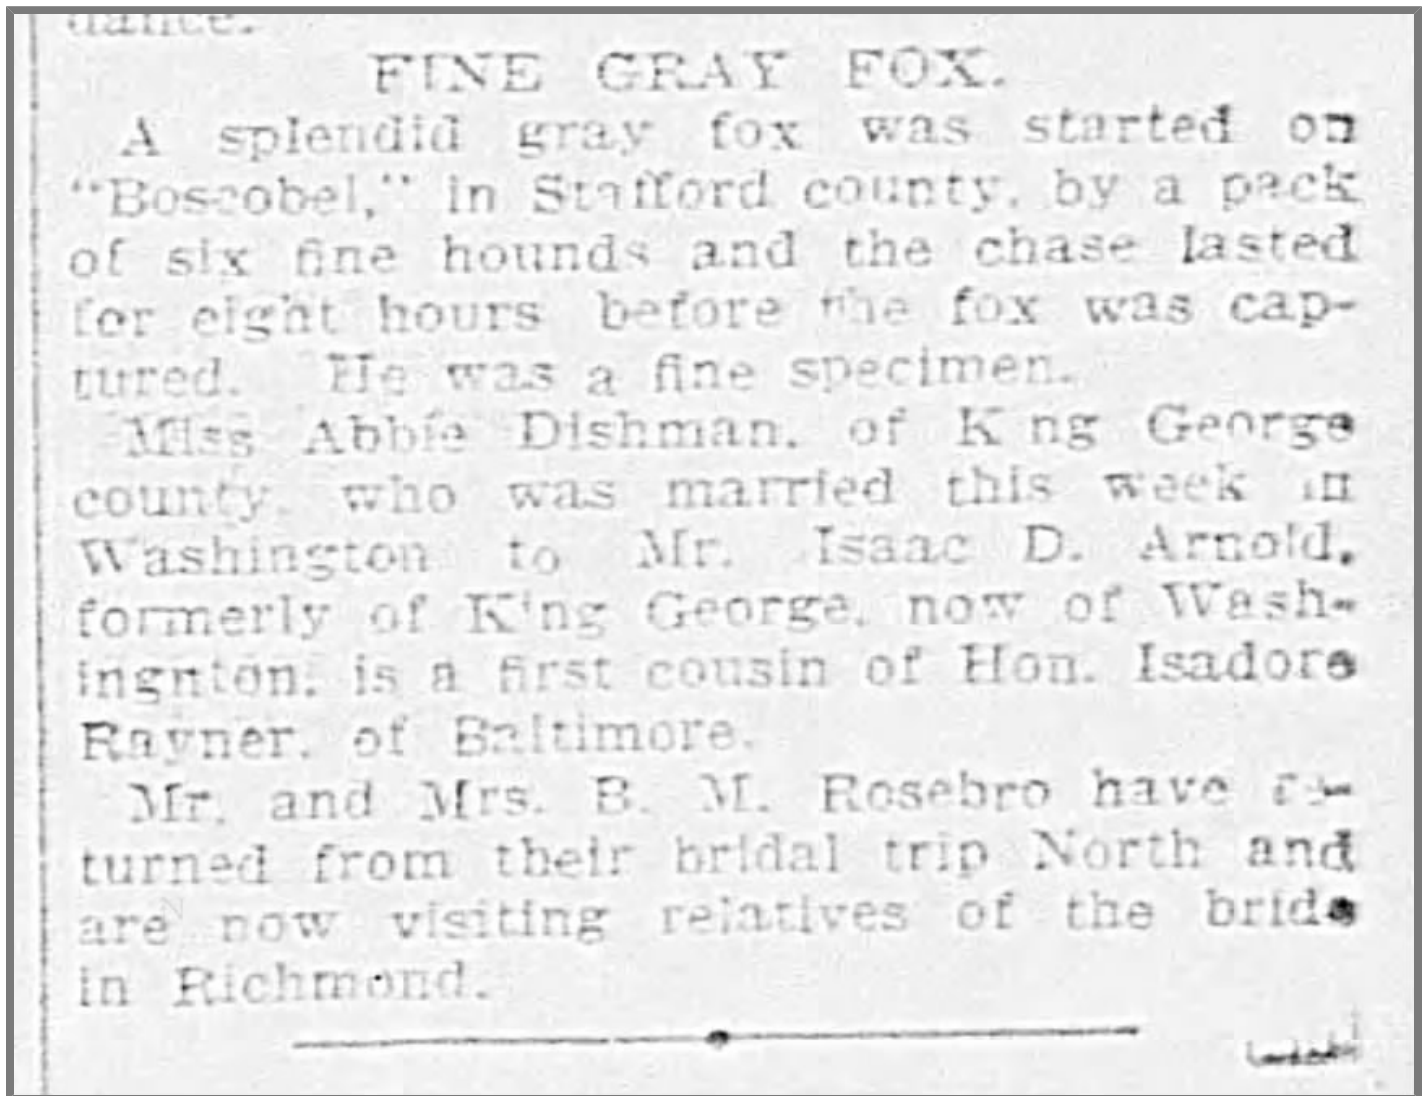 dance.
FINE GRAY FOX.
A splendid gray fox was started on
"Boscobel," in Stafford county, by a pack
of six fine hounds and the chase lasted
for eight hours before the fox was cap-
tured. He was a fine specimen.
Miss Abbie Dishman, of K ng George
county, who was married this week in
Washington to Mr. Isaac D. Arnold,
formerly of King George, now of Wash-
ingnton, is a first cousin of Hon. Isadore
Rayner, of Baltimore.
Mr. and Mrs. B. M. Rosebro have re-
turned from their bridal trip North and
are now visiting relatives of the bride
in Richmond.